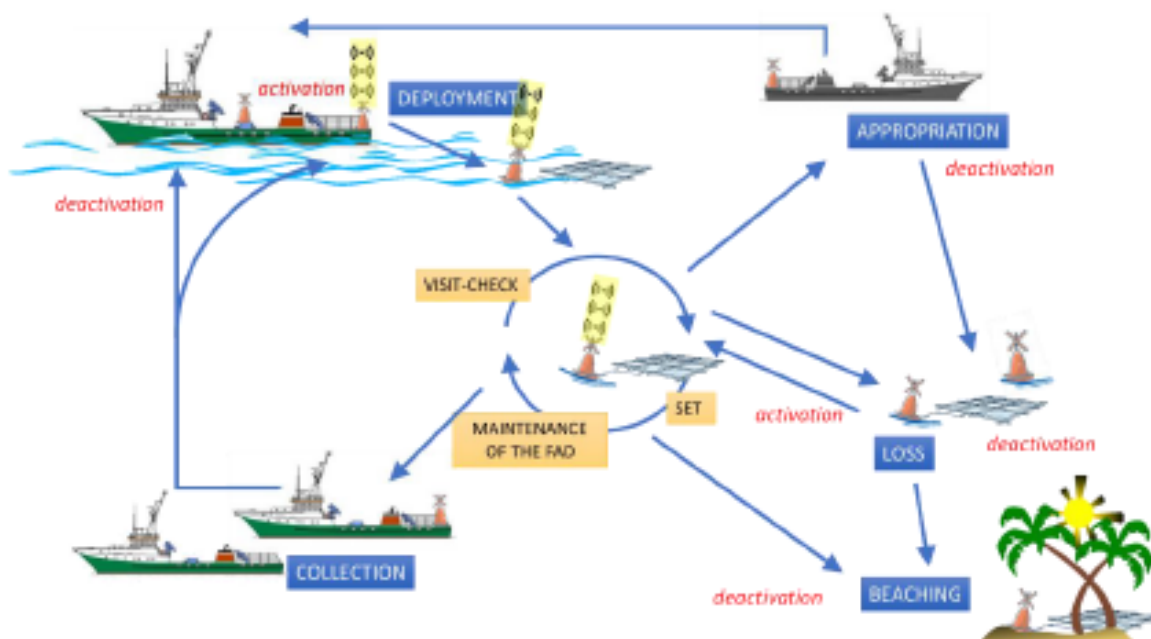 activation
DEPLOYMENT
APPROPRIATION
deactivation
deactivation
VISIT-CHECK
SET
activation
MAINTENANCE
OF THE FAD
LOSS
deactivation
COLLECTION
deactivation
BEACHING